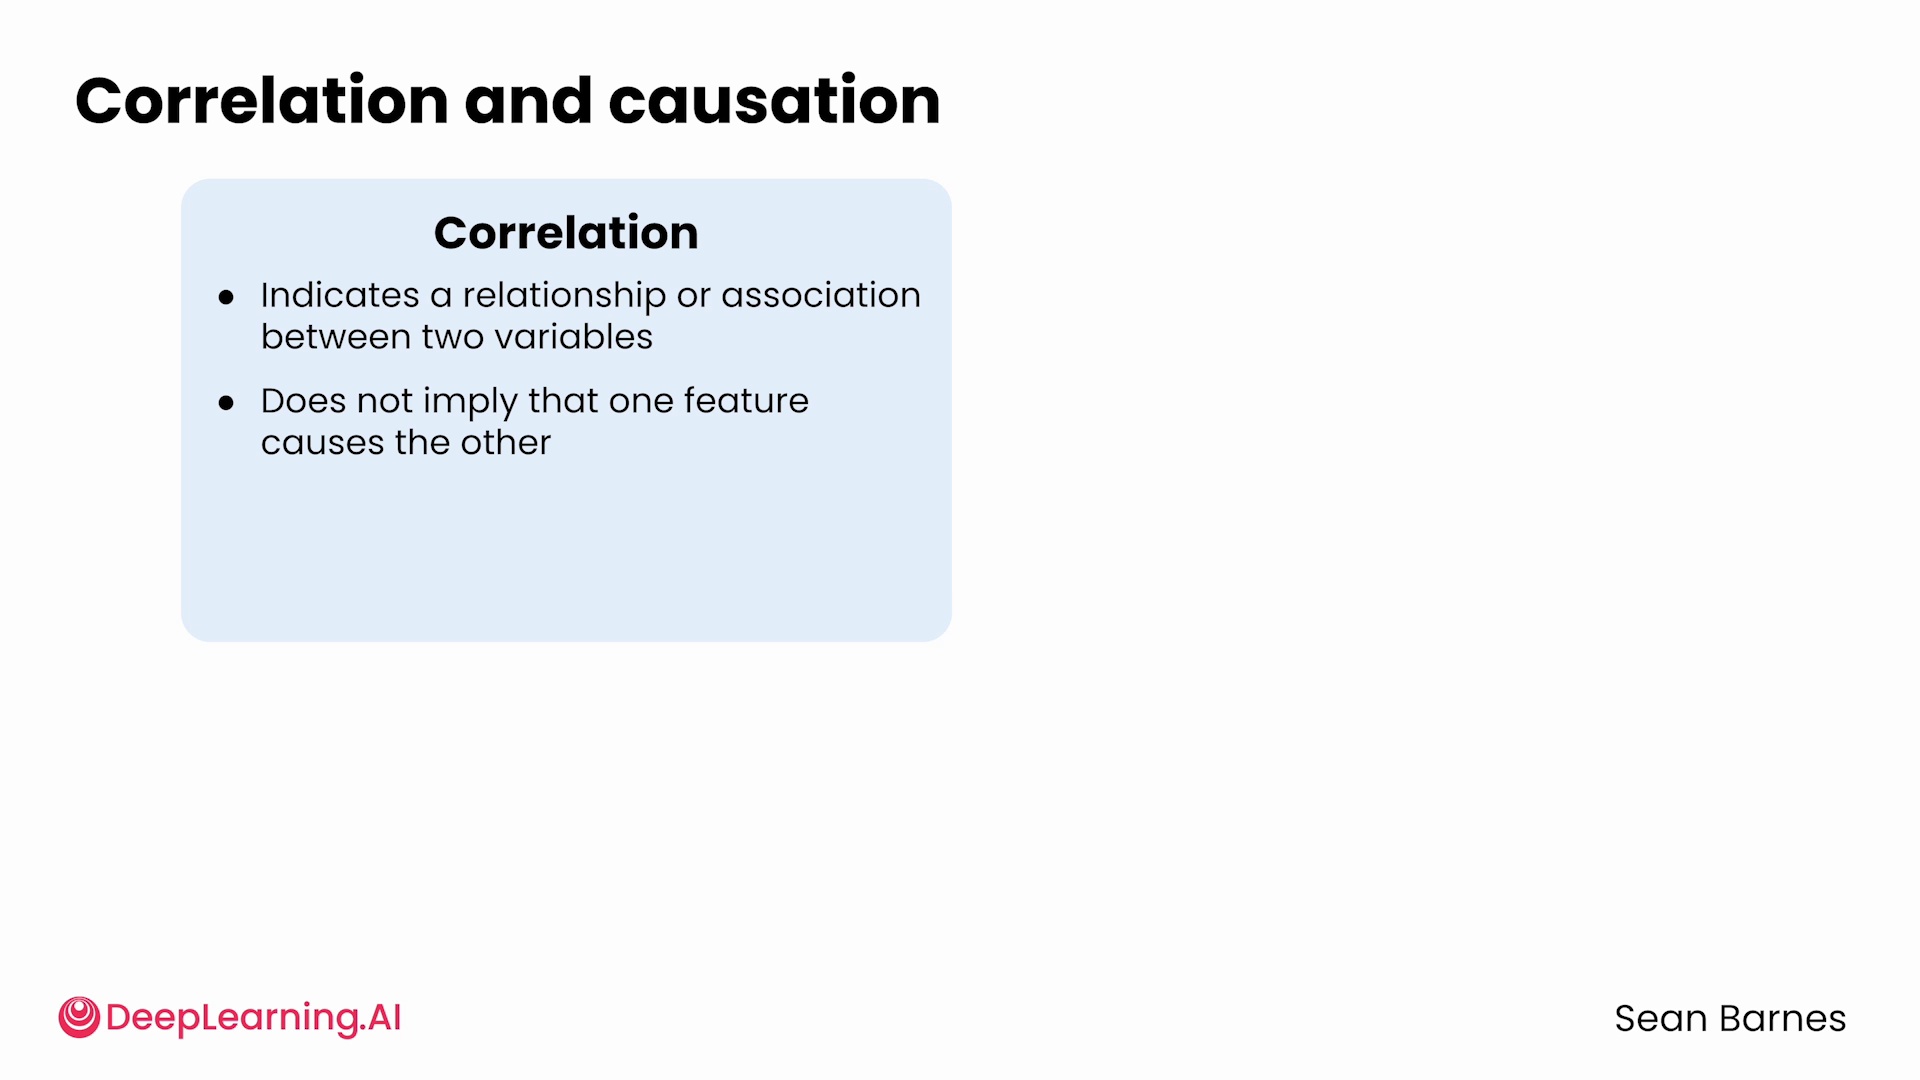 Correlation and causation
Correlation
● Indicates a relationship or association
between two variables
● Does not imply that one feature
causes the other
DeepLearning.AI
Sean Barnes